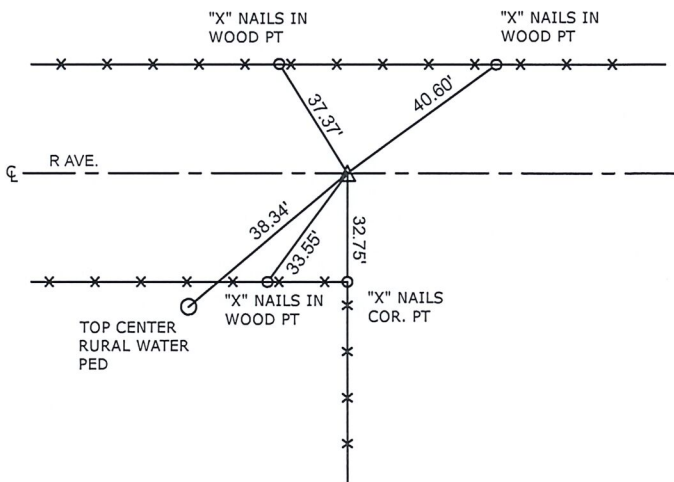 "X" NAILS IN
WOOD PT
"X" NAILS IN
WOOD PT
37.37'
40.60'
℄
R AVE.
38.34'
33.55'
32.75'
"X" NAILS IN
WOOD PT
"X" NAILS
COR. PT
TOP CENTER
RURAL WATER
PED